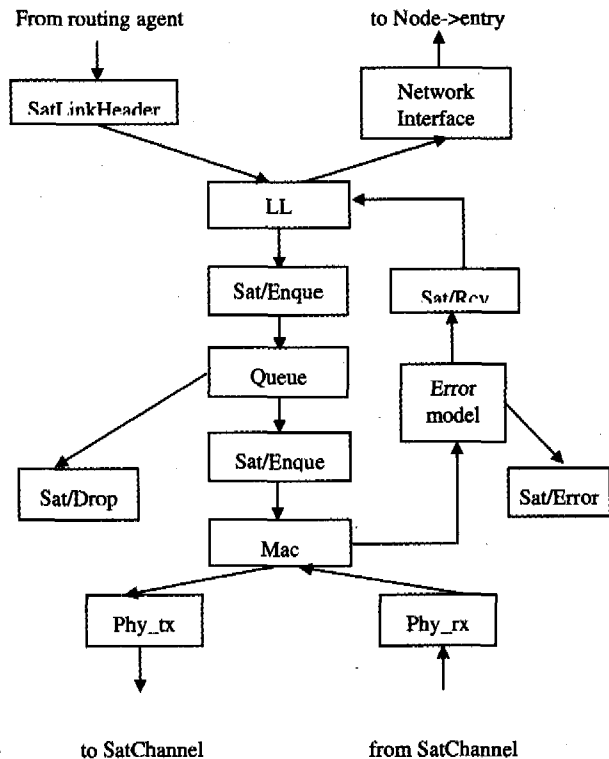 From routing agent
to Node->entry
SatLinkHeader
Network
Interface
LL
Sat/Enque
Sat/Rcv
Queue
Error
model
Sat/Enque
Sat/Drop
Sat/Error
Mac
Phy_tx
Phy_rx
to SatChannel
from SatChannel